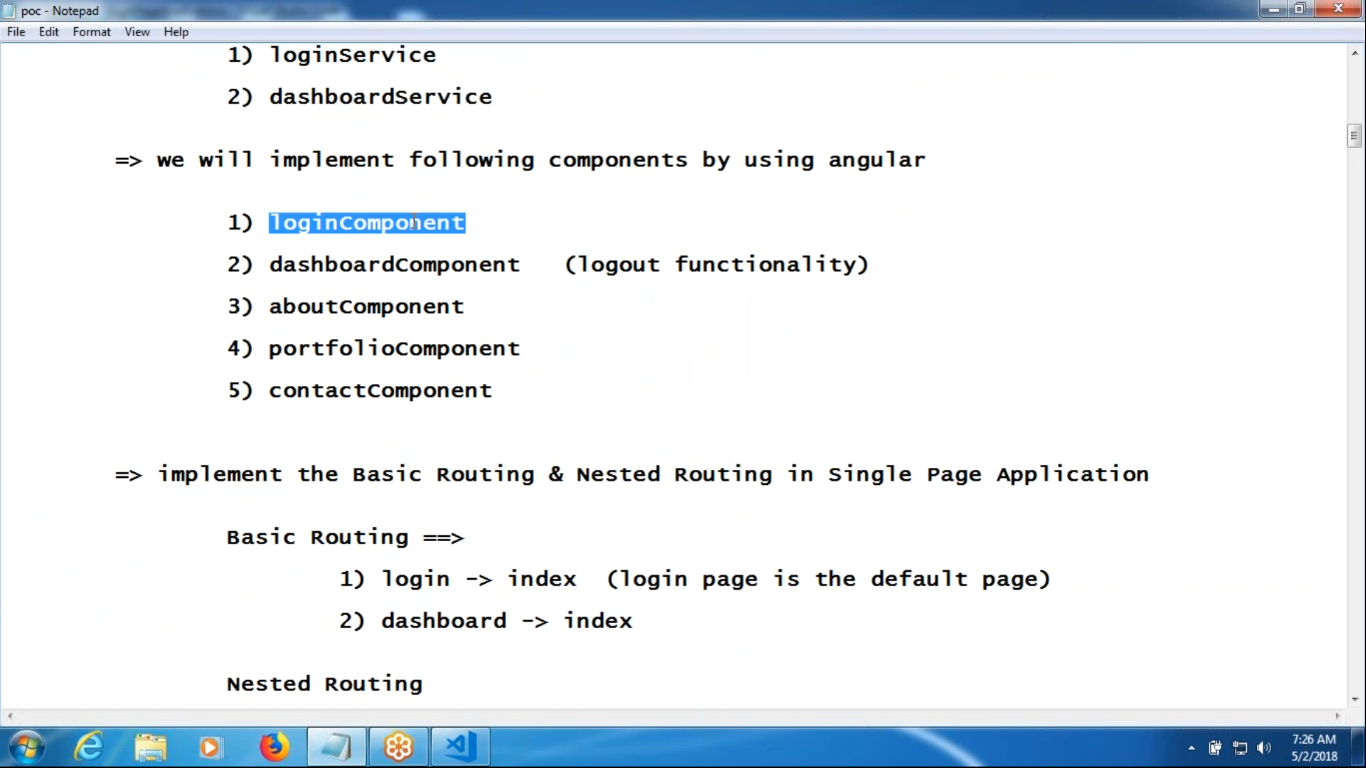 poc - Notepad
File Edit Format View Help
1) loginService
2) dashboardService
=> we will implement following components by using angular
1) loginComponent
2) dashboardComponent (logout functionality)
3) aboutComponent
4) portfolioComponent
5) contactComponent
=> implement the Basic Routing & Nested Routing in Single Page Application
Basic Routing ==>
1) login -> index (login page is the default page)
2) dashboard -> index
Nested Routing
7:26 AM
5/2/2018